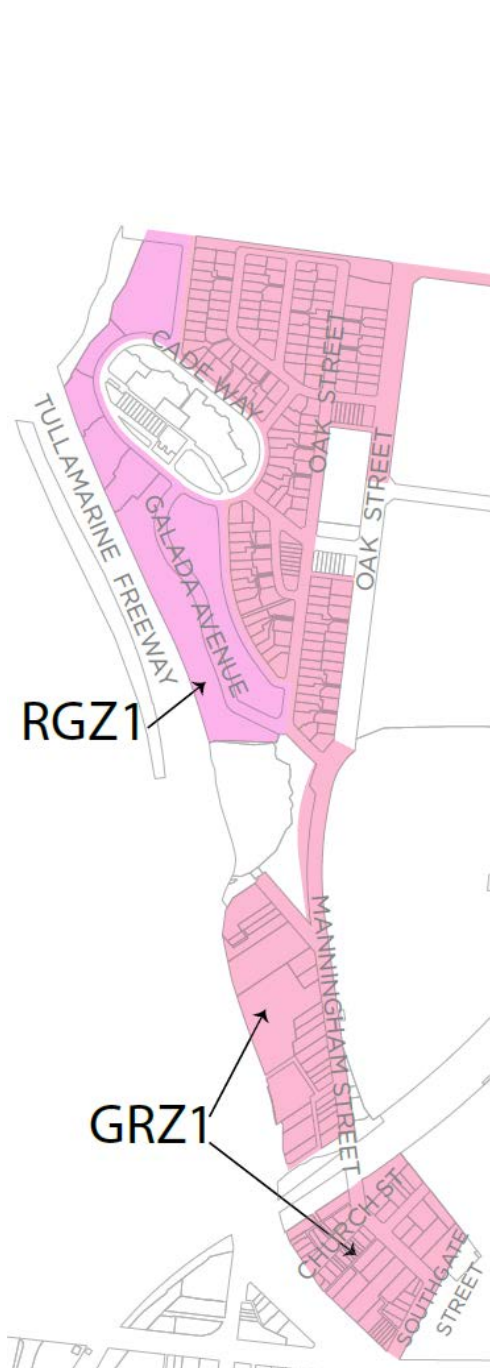 CADE WAY
OAK STREET
TULLAMARINE FREEWAY
OAK STREET
GALADA AVENUE
RGZ1
MANNINGHAM STREET
GRZ1
CHURCH ST
SOUTHGATE
STREET